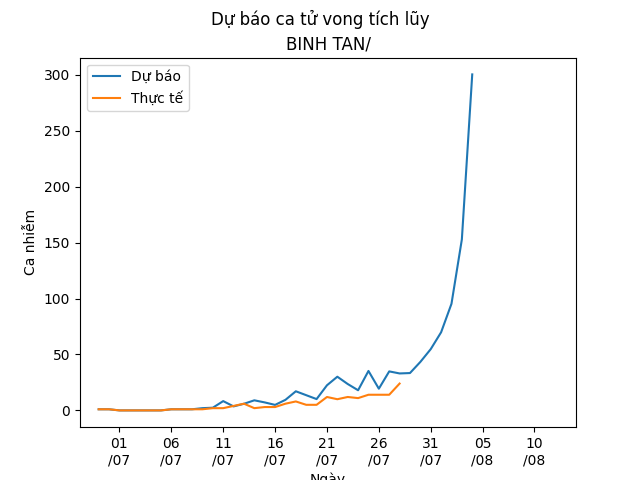 Dự báo ca tử vong tích lũy
BINH TAN/
Dự báo
Thực tế
Ca nhiễm
300
250
200
150
100
50
0
01 06 11 16 21 26 31 05 10
/07 /07 /07 /07 /07 /07 /07 /08 /08
Ngày